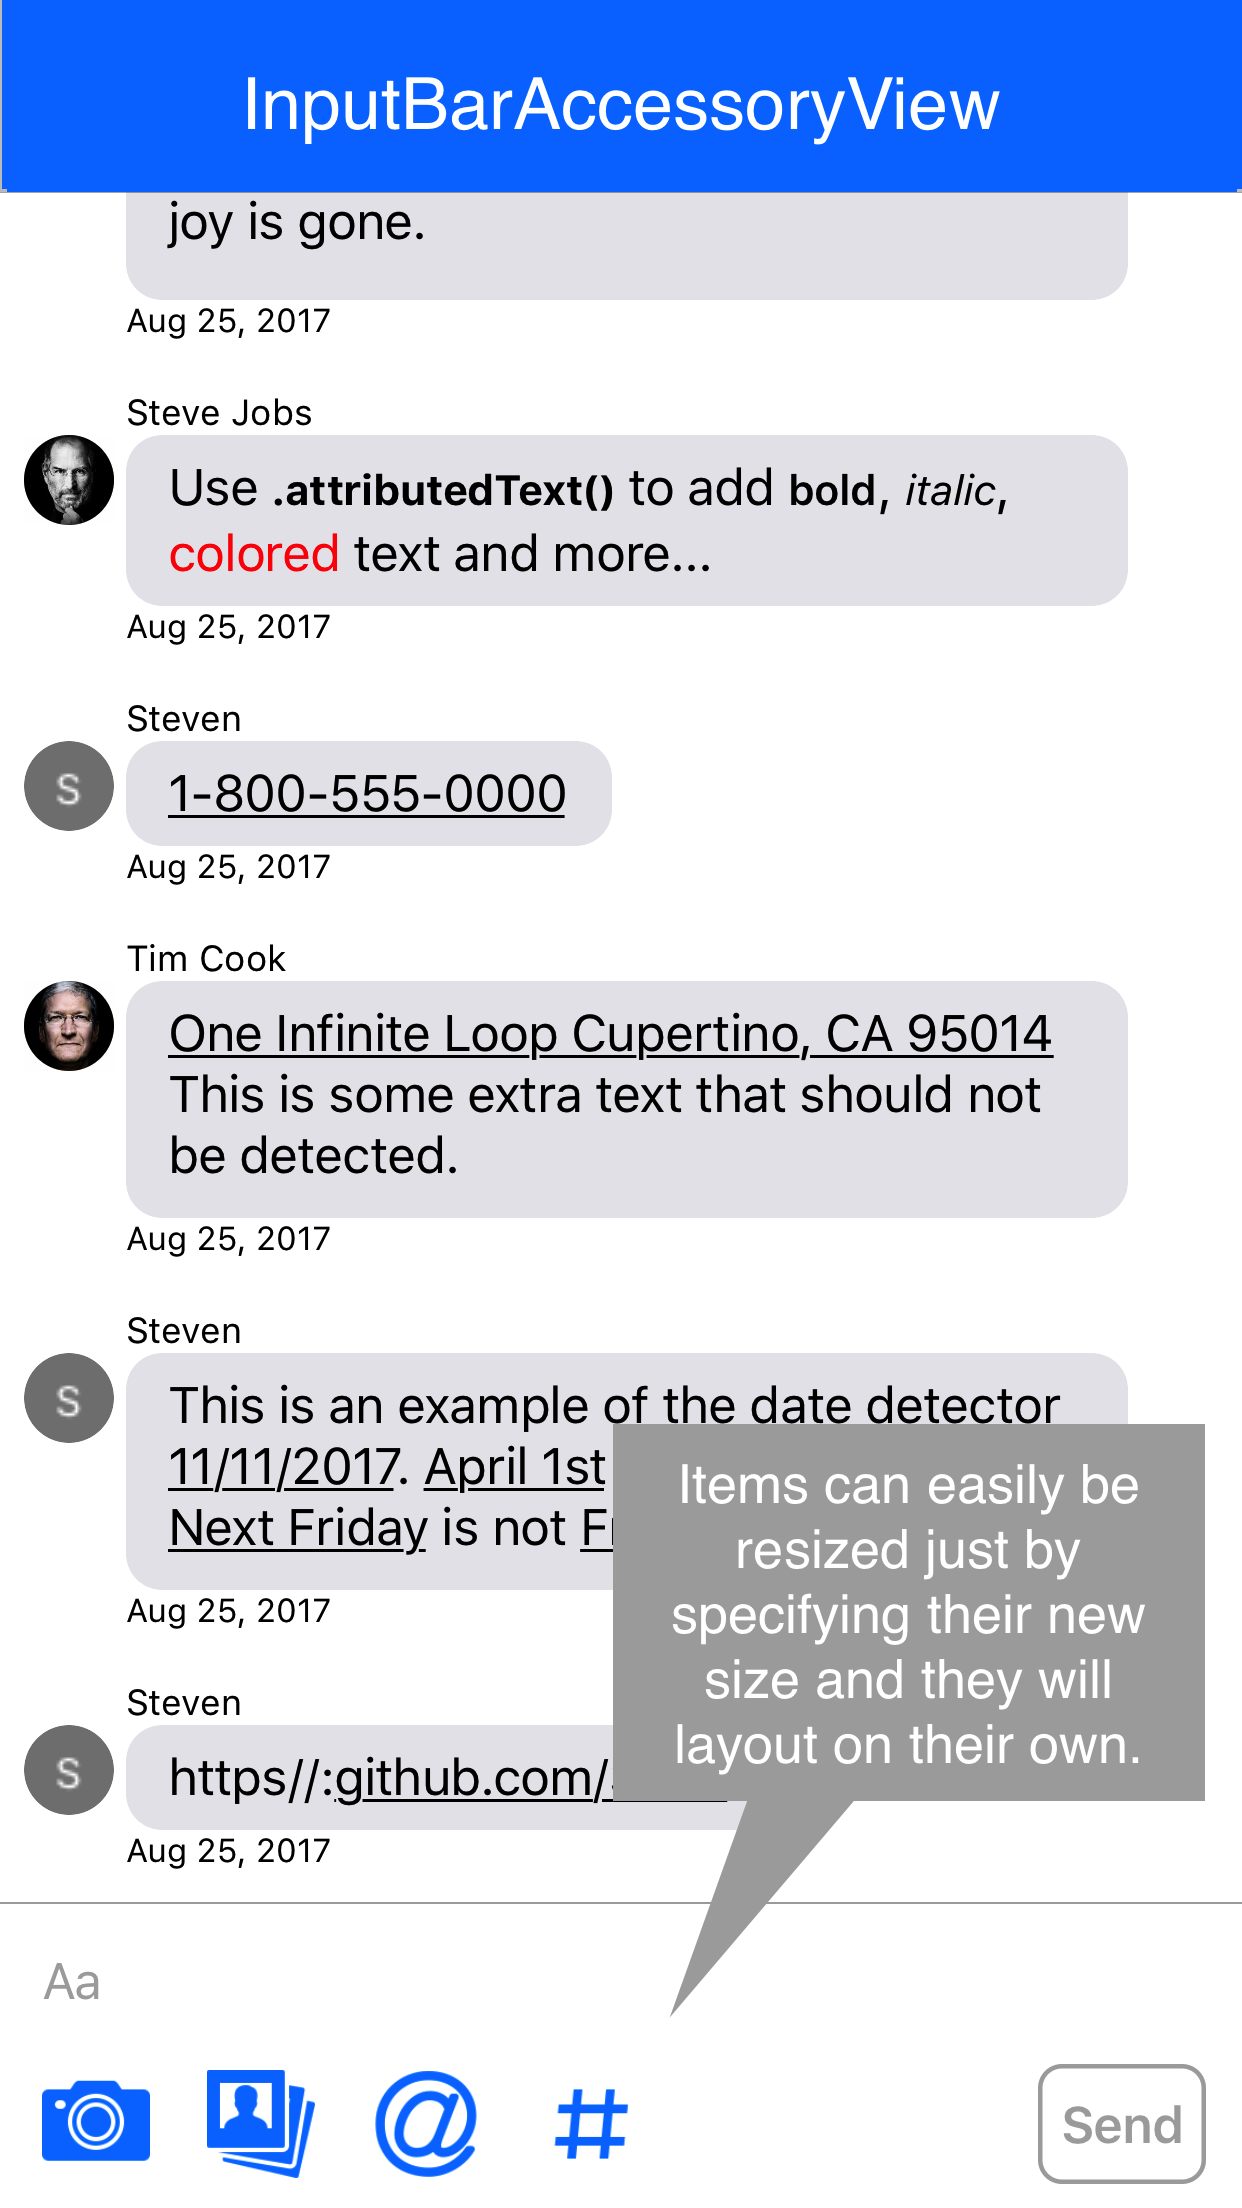 InputBarAccessoryView
joy is gone.
Aug 25, 2017
Steve Jobs
Use .attributedText() to add bold, italic,
colored text and more...
Aug 25, 2017
Steven
S
1-800-555-0000
Aug 25, 2017
Tim Cook
One Infinite Loop Cupertino, CA 95014
This is some extra text that should not
be detected.
Aug 25, 2017
Steven
S
This is an example of the date detector
11/11/2017. April 1st
Next Friday is not
Aug 25, 2017
Items can easily be
resized just by
specifying their new
size and they will
layout on their own.
Steven
S
https//:github.com/
Aug 25, 2017
Aa
@ #
Send